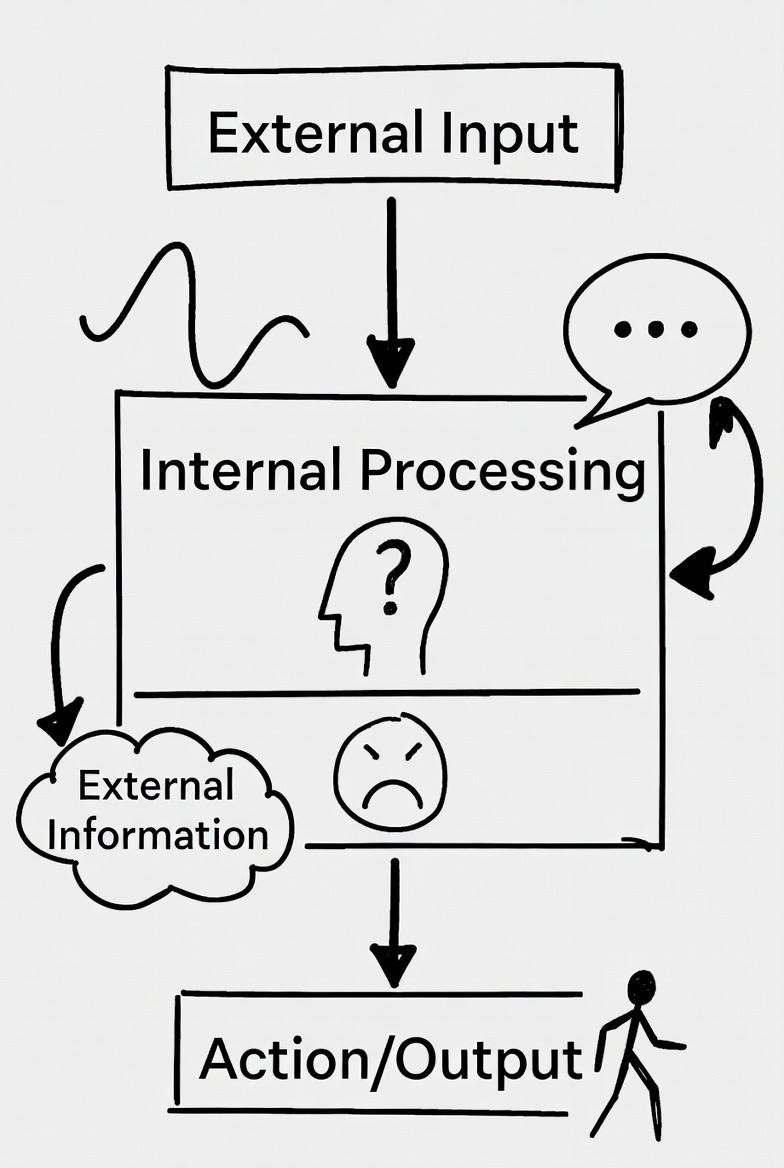 External Input
Internal Processing
?
External
Information
Action/Output